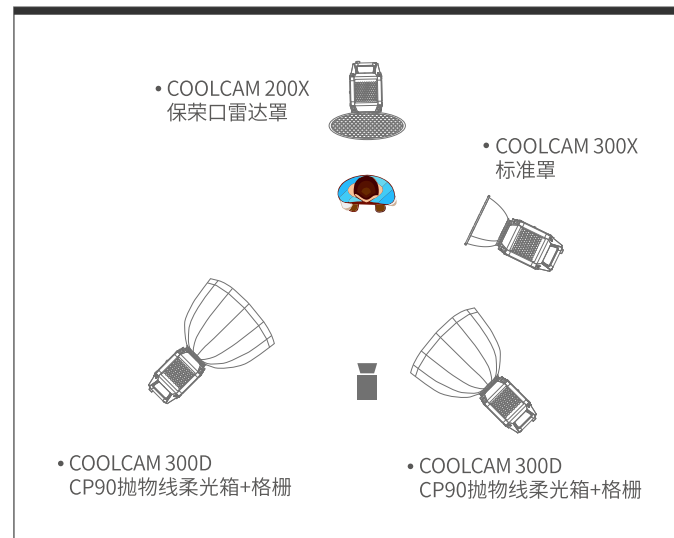 • COOLCAM 200X
保荣口雷达罩
• COOLCAM 300X
标准罩
• COOLCAM 300D
CP90抛物线柔光箱+格栅
• COOLCAM 300D
CP90抛物线柔光箱+格栅